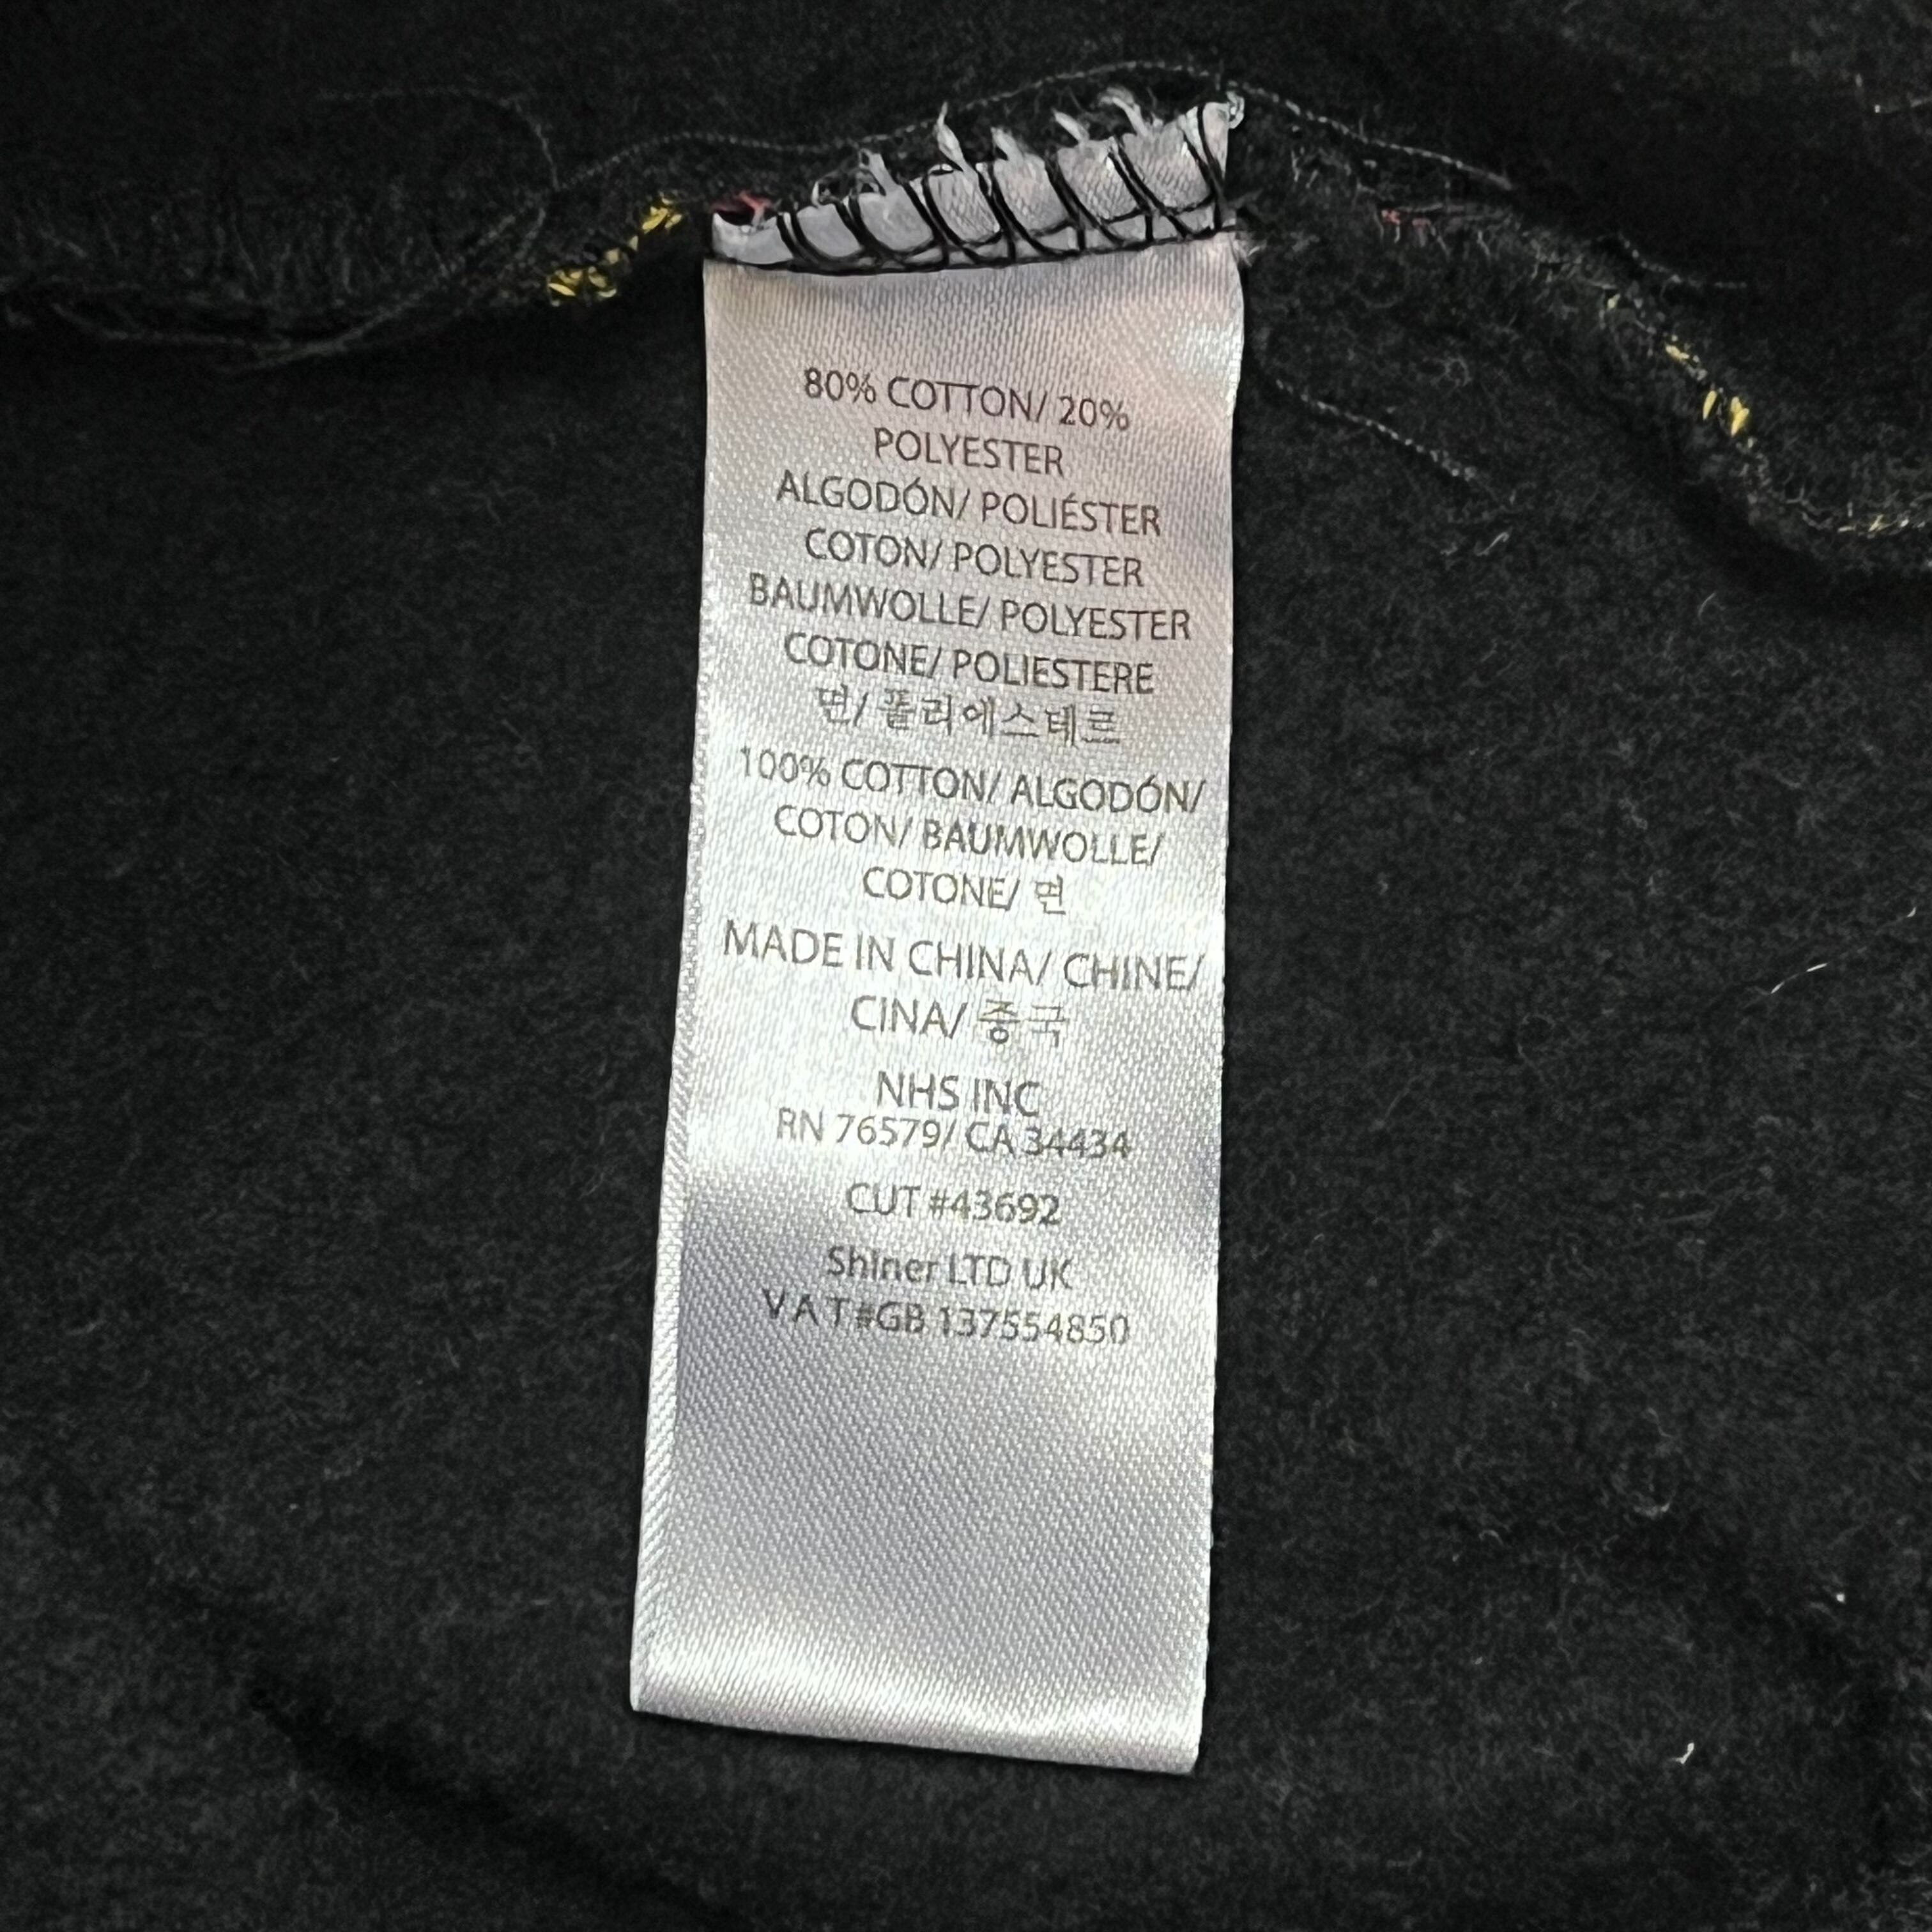 80% COTTON/ 20%
POLYESTER
ALGODÓN/ POLIÉSTER
COTON/ POLYESTER
BAUMWOLLE/ POLYESTER
COTONE/ POLIESTERE
면/ 폴리에스테르
100% COTTON/ ALGODÓN/
COTON/ BAUMWOLLE/
COTONE/ 면
MADE IN CHINA/ CHINE/
CINA/ 중국
NHS INC
RN 76579/ CA 34434
CUT #43692
Shiner LTD UK
V A T #GB 137554850